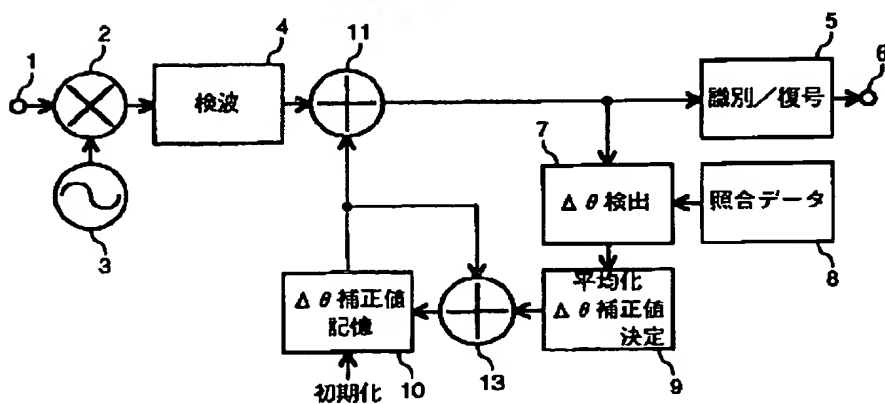 1
2
3
4
検波
11
5
識別／復号
6
7
Δθ検出
照合データ
8
平均化
Δθ補正値
決定
9
Δθ補正値
記憶
10
13
初期化